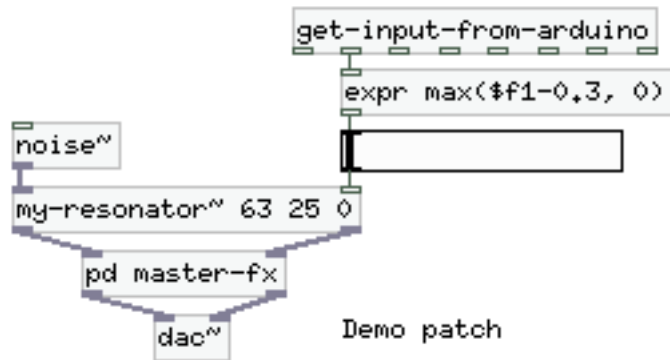 get-input-from-arduino
expr max($f1-0.3, 0)
noise~
my-resonator~ 63 25 0
pd master-fx
dac~
Demo patch